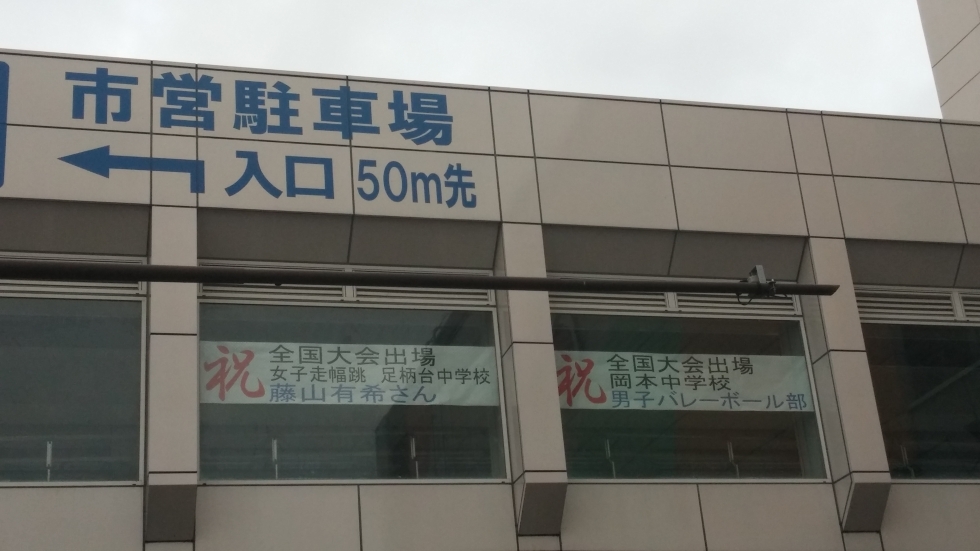 市営駐車場
入口 50m先
祝
全国大会出場
女子走幅跳 足柄台中学校
藤山有希さん
祝
全国大会出場
岡本中学校
男子バレーボール部